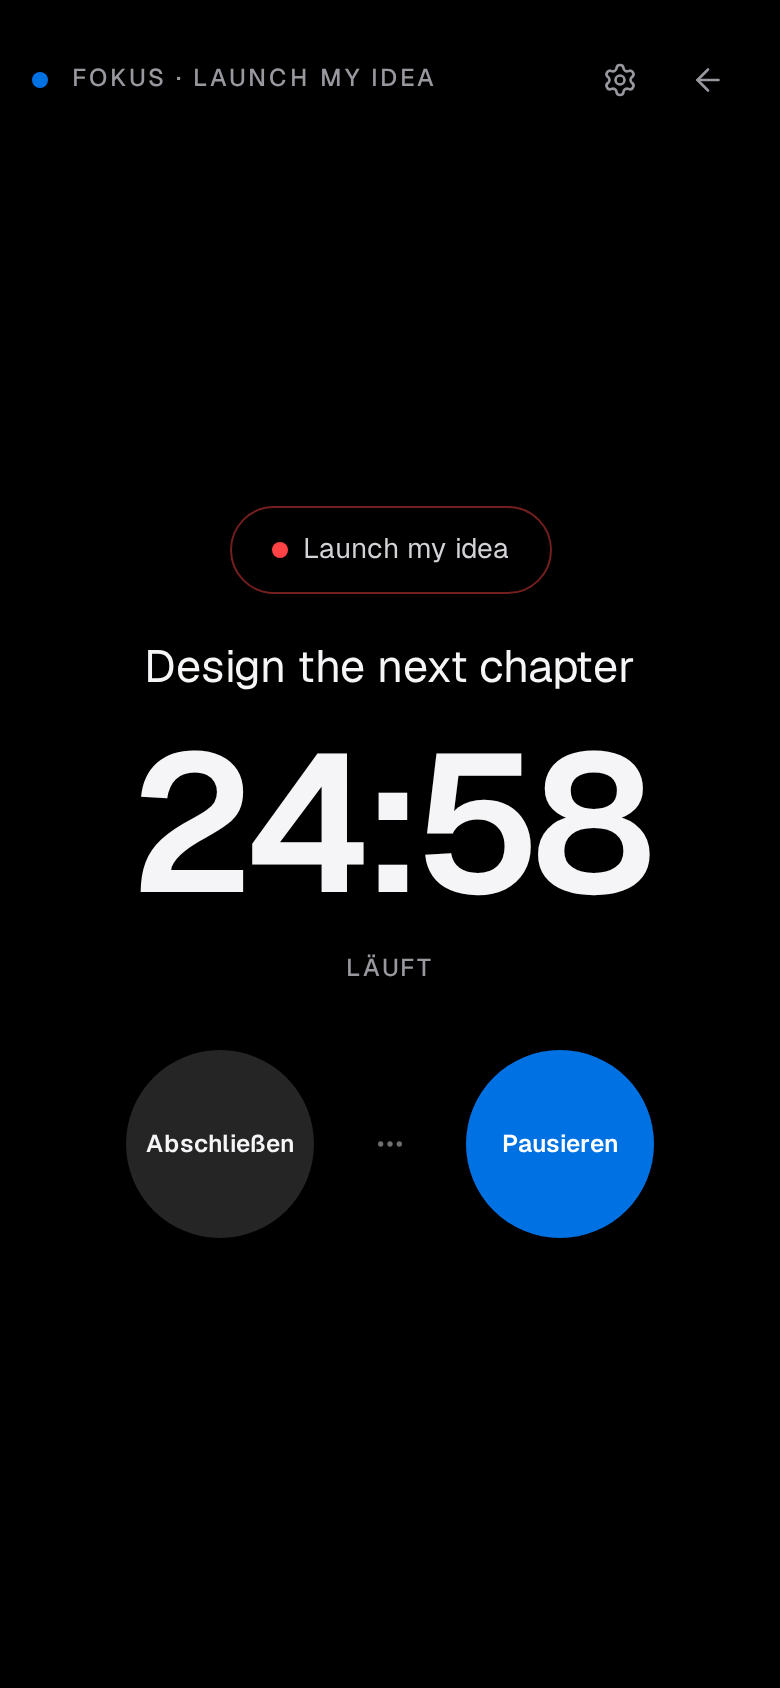 FOKUS · LAUNCH MY IDEA
Launch my idea
Design the next chapter
24:58
LÄUFT
Abschließen
Pausieren